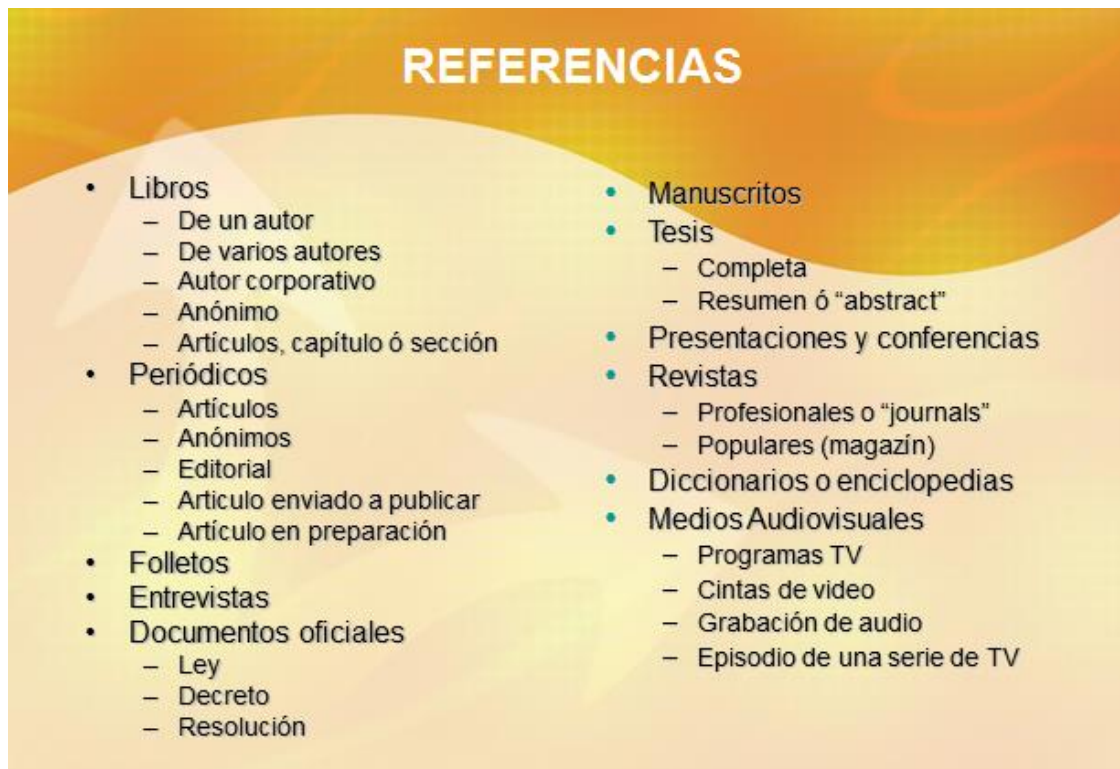 REFERENCIAS
• Libros
– De un autor
– De varios autores
– Autor corporativo
– Anónimo
– Artículos, capítulo ó sección
• Periódicos
– Artículos
– Anónimos
– Editorial
– Articulo enviado a publicar
– Artículo en preparación
• Folletos
• Entrevistas
• Documentos oficiales
– Ley
– Decreto
– Resolución
• Manuscritos
• Tesis
– Completa
– Resumen ó “abstract”
• Presentaciones y conferencias
• Revistas
– Profesionales o “journals”
– Populares (magazín)
• Diccionarios o enciclopedias
• Medios Audiovisuales
– Programas TV
– Cintas de video
– Grabación de audio
– Episodio de una serie de TV